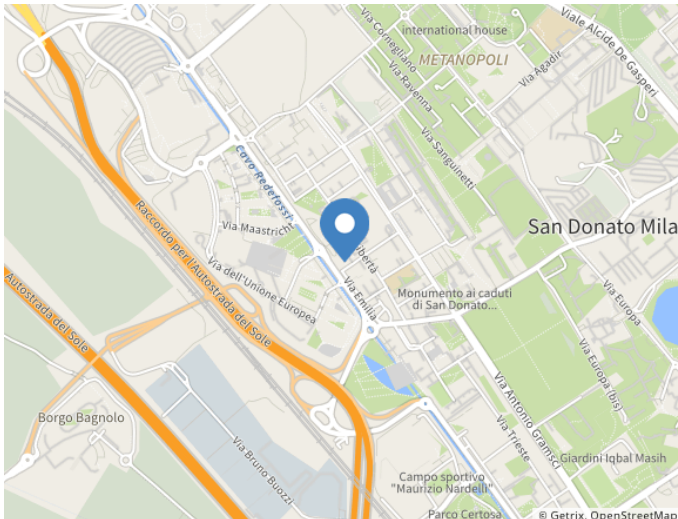 international house
Via Cornegliano
Viale Alcide De Gasperi
METANOPOLI
Via Agadir
Via Ravenna
Via Sanguinetti
Cavo Redefossi
San Donato Mila
Via Maastrich
Raccordo per l'Autostrada del Sole
Via dell'Unione Europea
Autostrada del Sole
Via Emilia
Monumento ai caduti
di San Donato...
Via Europa
Via Europa (bis)
Via Antonio Gramsci
Via Trieste
Borgo Bagnolo
Via Bruno Buozzi
Giardini Iqbal Masih
Campo sportivo
"Maurizio Nardelli"
Parco Certosa
© Getrix, OpenStreetMap